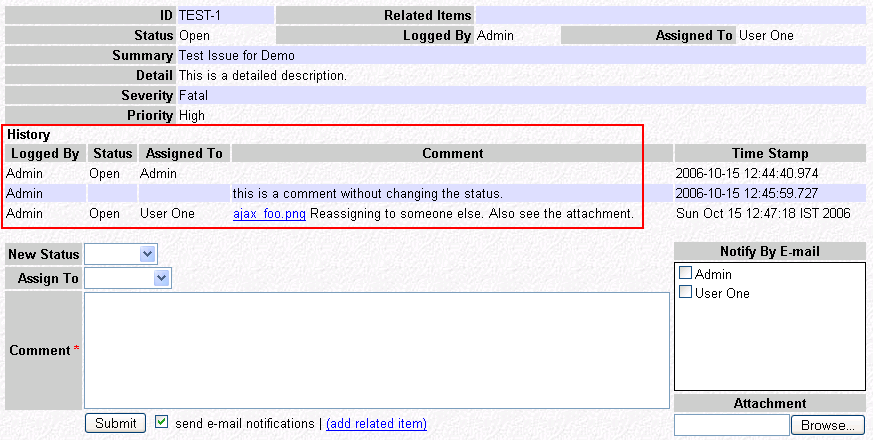 ID TEST-1 Related Items
Status Open Logged By Admin Assigned To User One
Summary Test Issue for Demo
Detail This is a detailed description.
Severity Fatal
Priority High
History
Logged By Status Assigned To Comment Time Stamp
Admin Open Admin 2006-10-15 12:44:40.974
Admin this is a comment without changing the status. 2006-10-15 12:45:59.727
Admin Open User One ajax_foo.png Reassigning to someone else. Also see the attachment. Sun Oct 15 12:47:18 IST 2006
New Status
Assign To
Comment *
Notify By E-mail
Admin
User One
Attachment
Browse...
Submit send e-mail notifications | (add related item)